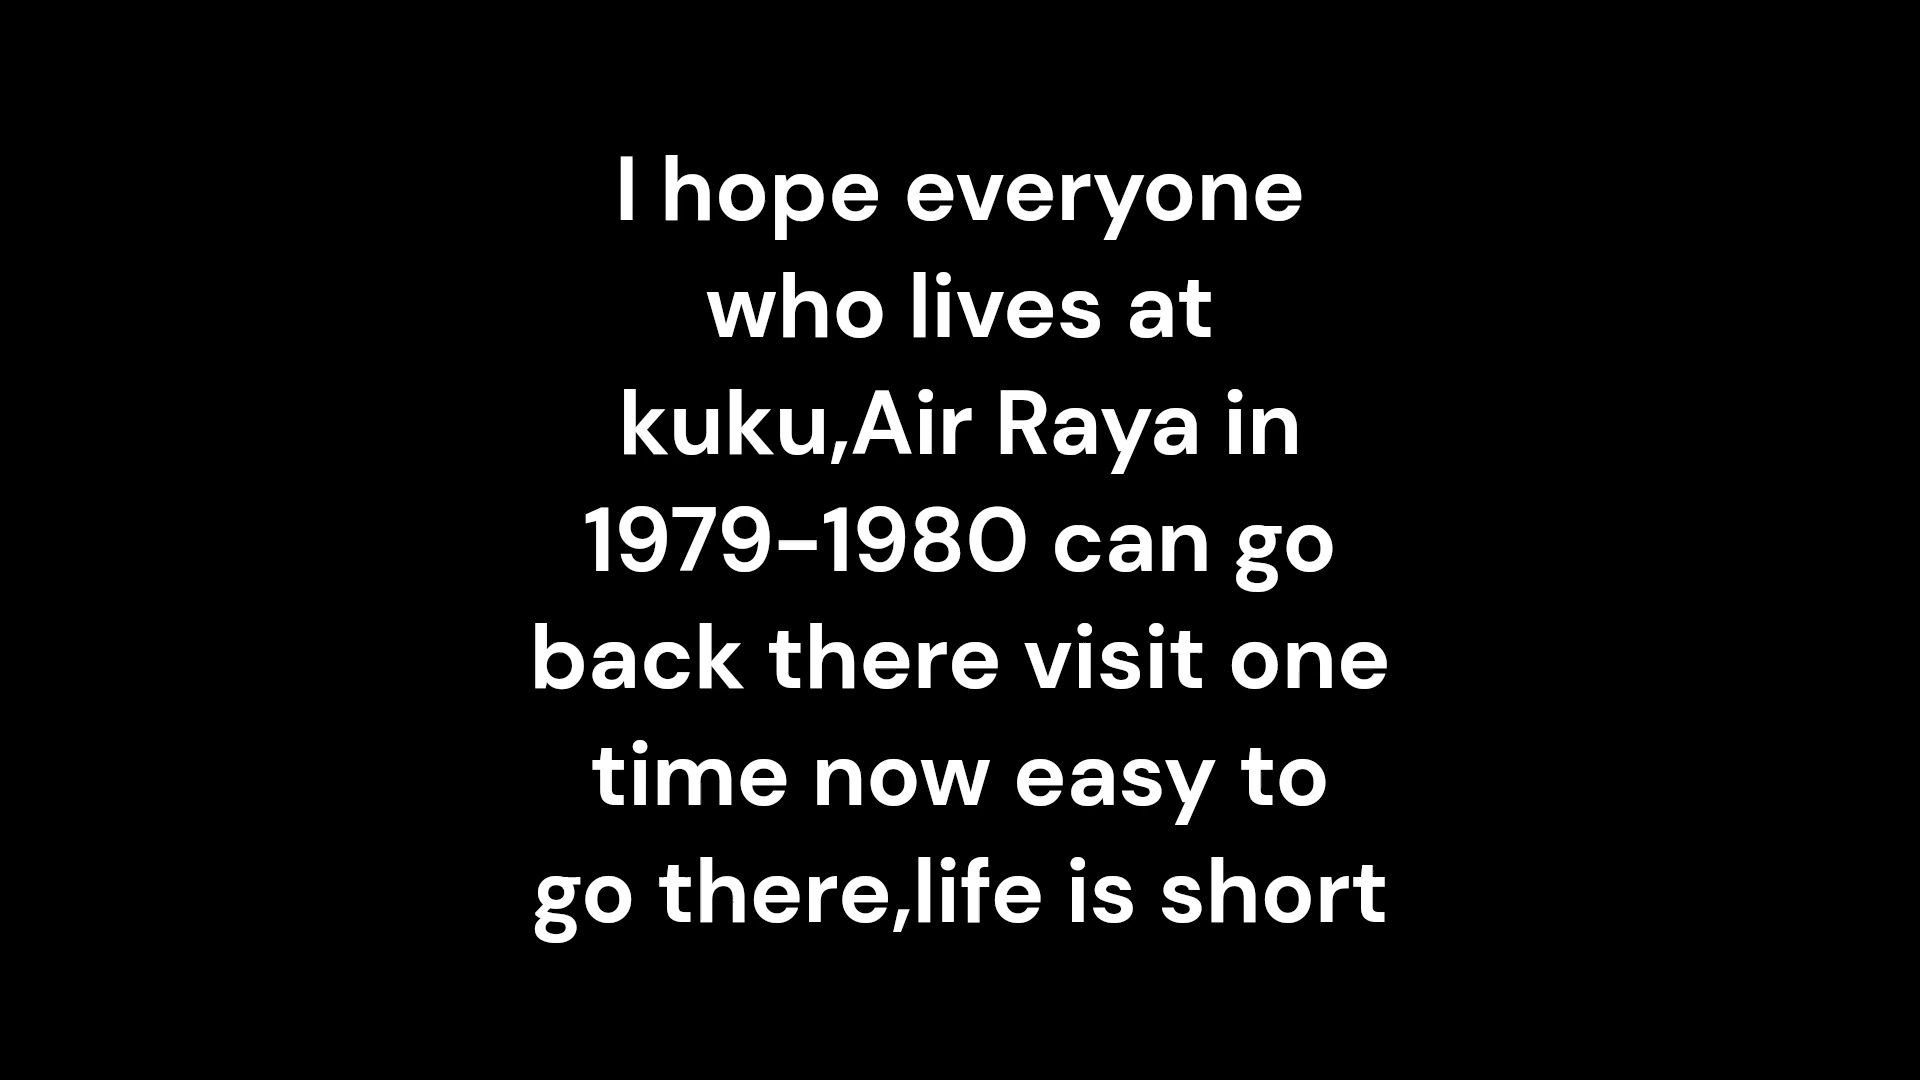 I hope everyone
who lives at
kuku,Air Raya in
1979-1980 can go
back there visit one
time now easy to
go there,life is short